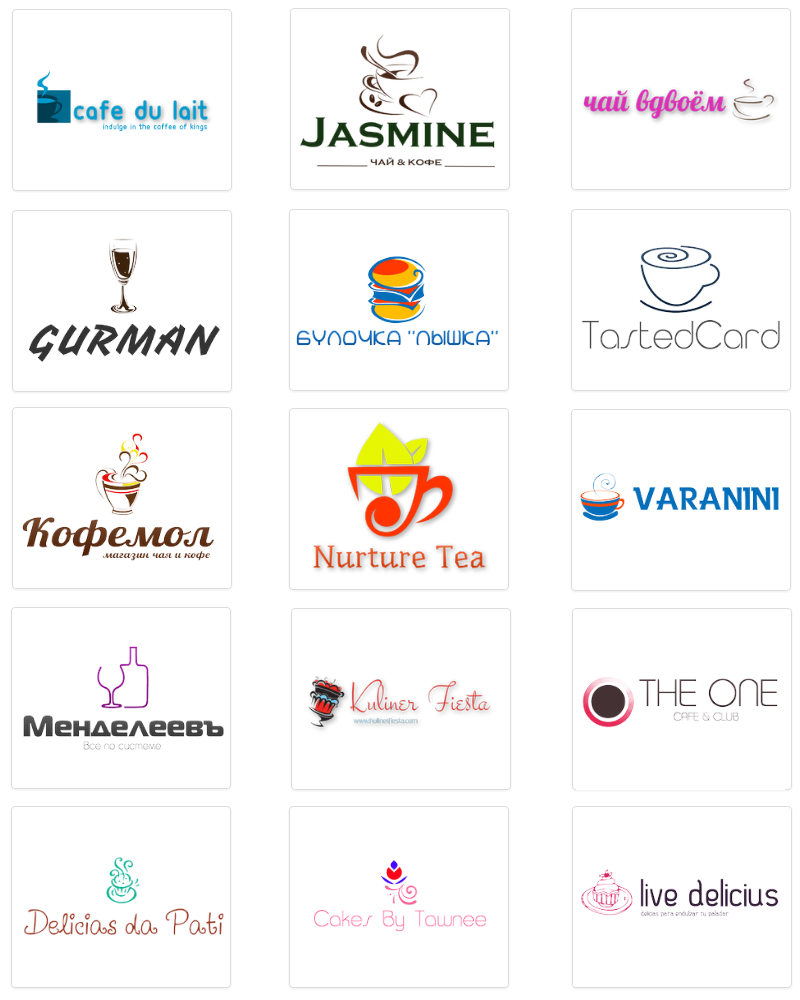 cafe du lait
indulge in the coffee of kings
JASMINE
ЧАЙ & КОФЕ
чай вдвоём
GURMAN
БУЛОЧКА "ПЫШКА"
TastedCard
Кофемол
магазин чая и кофе
Nurture Tea
VARANINI
Менделеевъ
Все по системе
Kuliner Fiesta
www.kulinerfiesta.com
THE ONE
CAFE & CLUB
Delicias da Pati
Cakes By Tawnee
live delicius
delicias para endulzar tu paladar